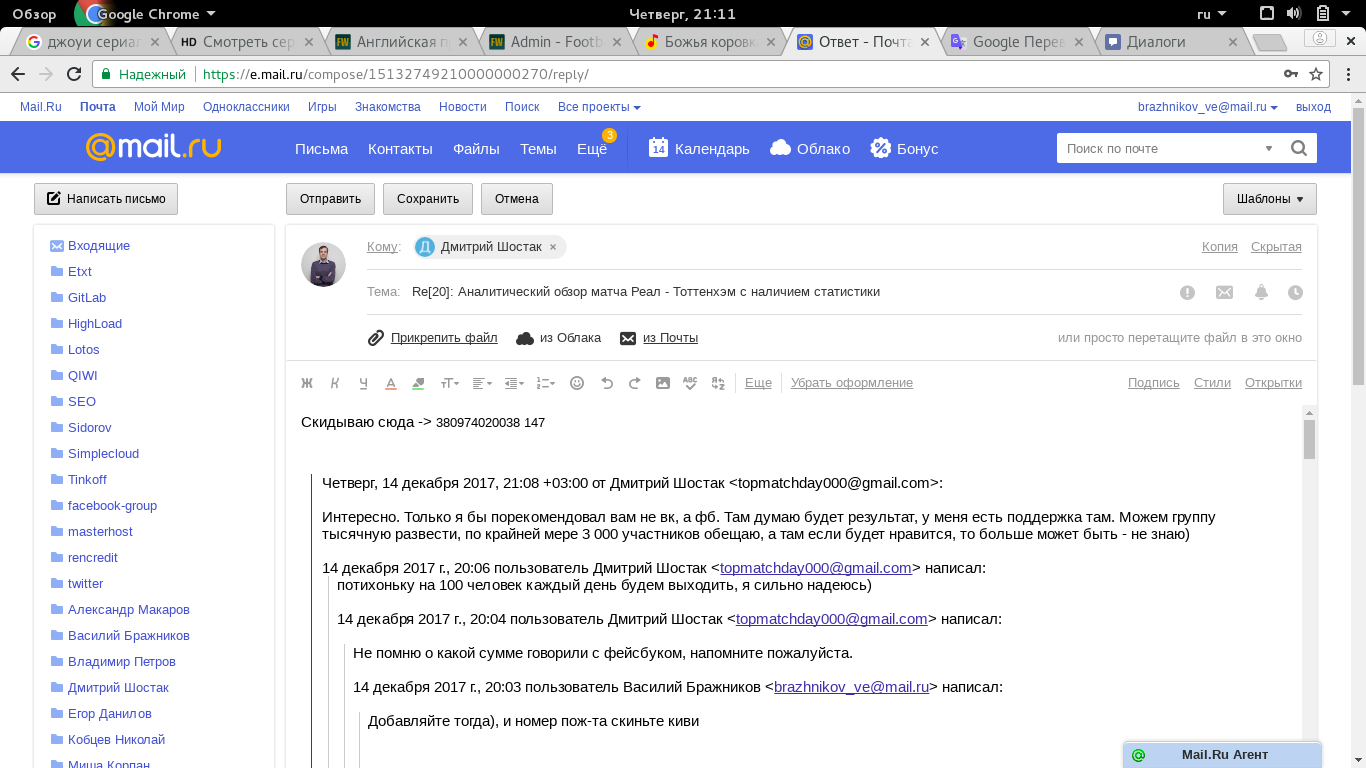 Обзор Google Chrome Четверг, 21:11 ru
джоуи сериал HD Смотреть сер FW Английская п FW Admin - Footb Божья коровк Ответ - Почта Google Перев Диалоги
Надежный https://e.mail.ru/compose/15132749210000000270/reply/
Mail.Ru Почта Мой Мир Одноклассники Игры Знакомства Новости Поиск Все проекты brazhnikov_ve@mail.ru выход
@mail.ru Письма Контакты Файлы Темы Ещё 3 14 Календарь Облако Бонус Поиск по почте
Написать письмо Отправить Сохранить Отмена Шаблоны
Входящие
Etxt
GitLab
HighLoad
Lotos
QIWI
SEO
Sidorov
Simplecloud
Tinkoff
facebook-group
masterhost
rencredit
twitter
Александр Макаров
Василий Бражников
Владимир Петров
Дмитрий Шостак
Егор Данилов
Кобцев Николай
Миша Корпан
Кому: Д Дмитрий Шостак × Копия Скрытая
Тема: Re[20]: Аналитический обзор матча Реал - Тоттенхэм с наличием статистики
Прикрепить файл из Облака из Почты или просто перетащите файл в это окно
Ж К Ч А тТ Еще Убрать оформление Подпись Стили Открытки
Скидываю сюда -> 380974020038 147
Четверг, 14 декабря 2017, 21:08 +03:00 от Дмитрий Шостак <topmatchday000@gmail.com>:
Интересно. Только я бы порекомендовал вам не вк, а фб. Там думаю будет результат, у меня есть поддержка там. Можем группу
тысячную развести, по крайней мере 3 000 участников обещаю, а там если будет нравится, то больше может быть - не знаю)
14 декабря 2017 г., 20:06 пользователь Дмитрий Шостак <topmatchday000@gmail.com> написал:
потихоньку на 100 человек каждый день будем выходить, я сильно надеюсь)
14 декабря 2017 г., 20:04 пользователь Дмитрий Шостак <topmatchday000@gmail.com> написал:
Не помню о какой сумме говорили с фейсбуком, напомните пожалуйста.
14 декабря 2017 г., 20:03 пользователь Василий Бражников <brazhnikov_ve@mail.ru> написал:
Добавляйте тогда), и номер пож-та скиньте киви
Mail.Ru Агент